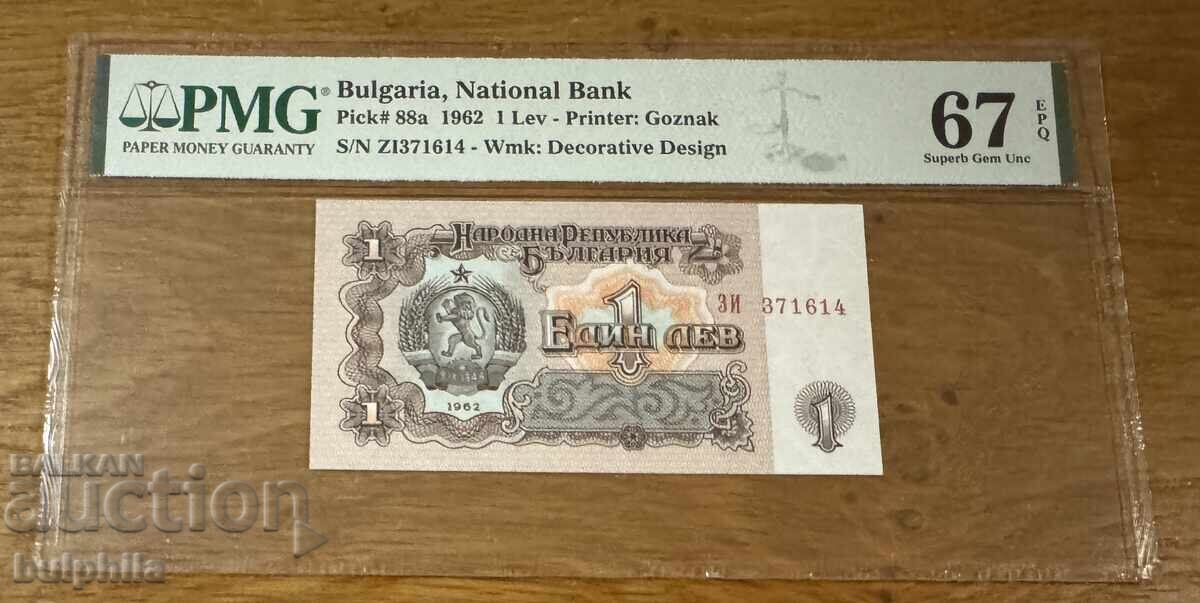 PMG®
PAPER MONEY GUARANTY
Bulgaria, National Bank
Pick# 88a 1962 1 Lev - Printer: Goznak
S/N ZI371614 - Wmk: Decorative Design
67
EPQ
Superb Gem Unc
1
НАРОДНА РЕПУБЛИКА
БЪЛГАРИЯ
1
ЗИ 371614
ЕДИН ЛЕВ
1
1962
1
BALKAN
auction
bulphila